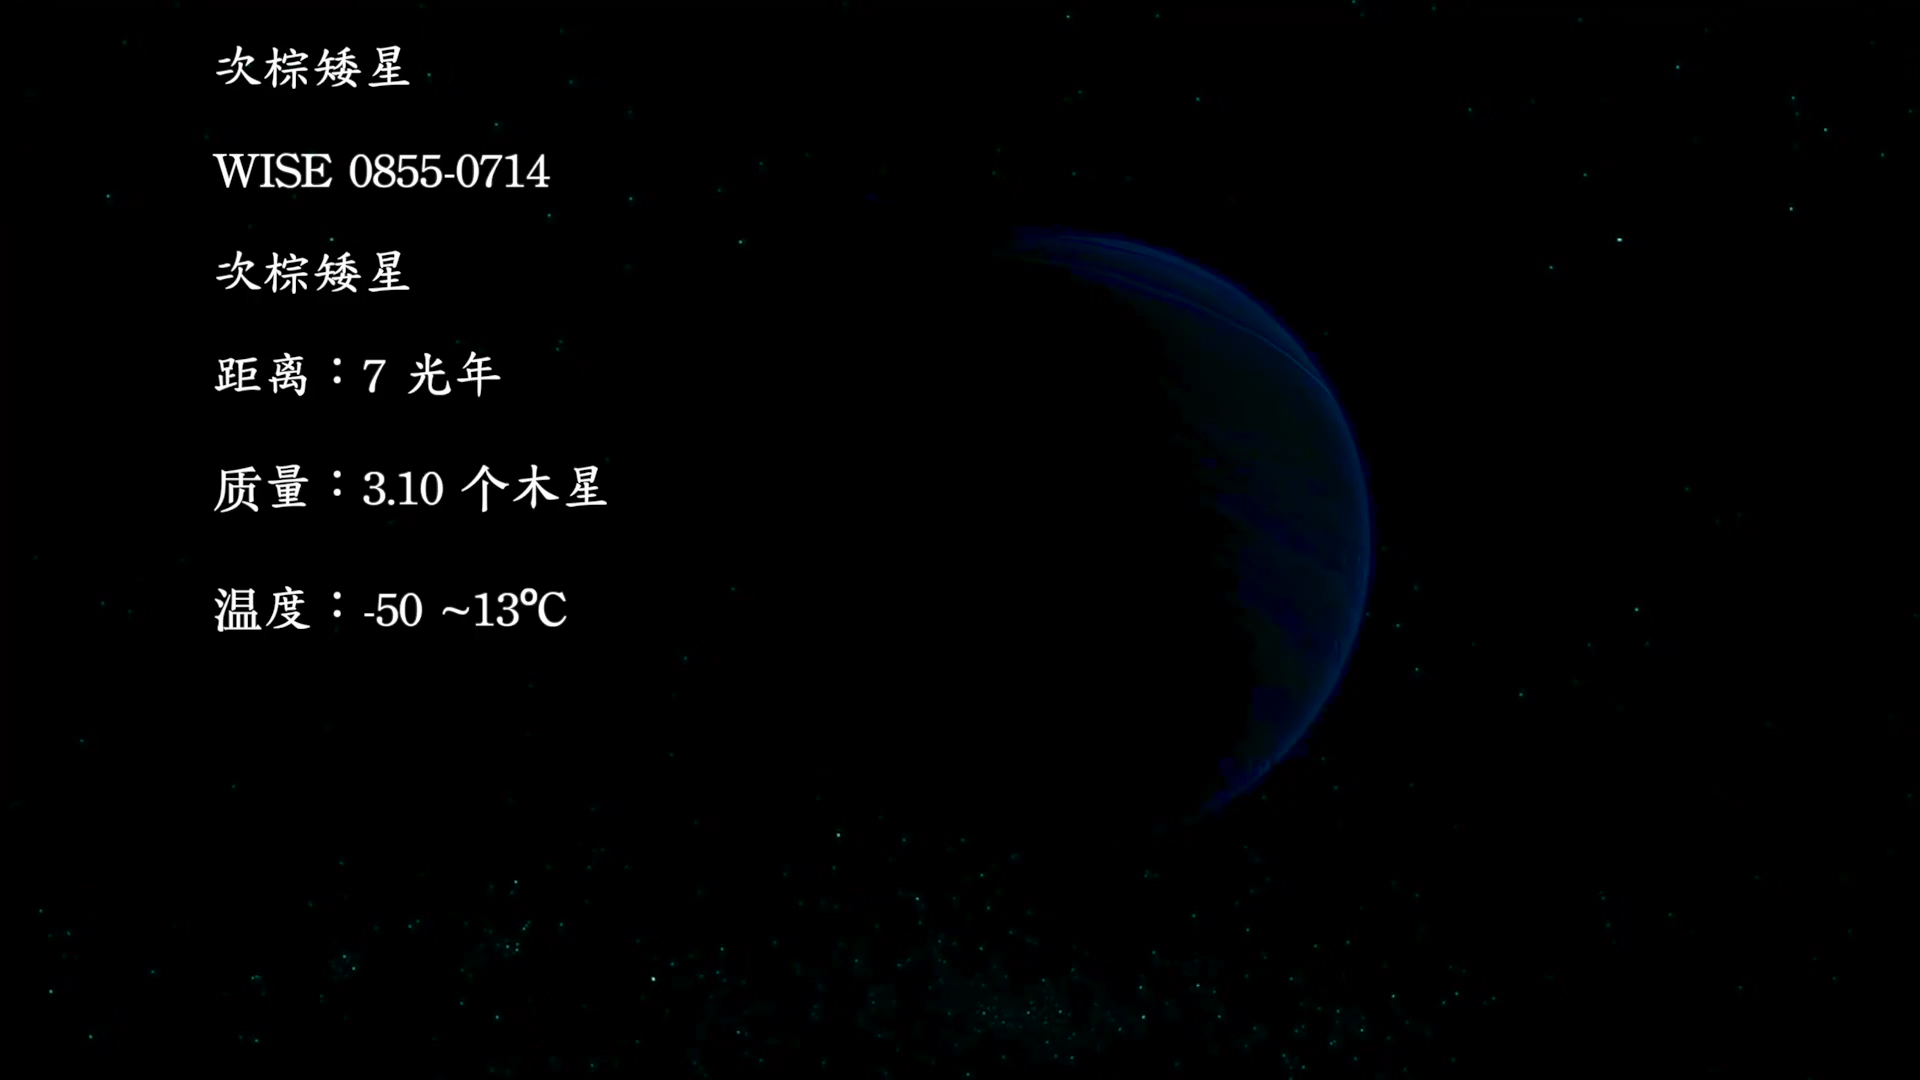 次棕矮星
WISE 0855-0714
次棕矮星
距离：7 光年
质量：3.10 个木星
温度：-50 ~13℃